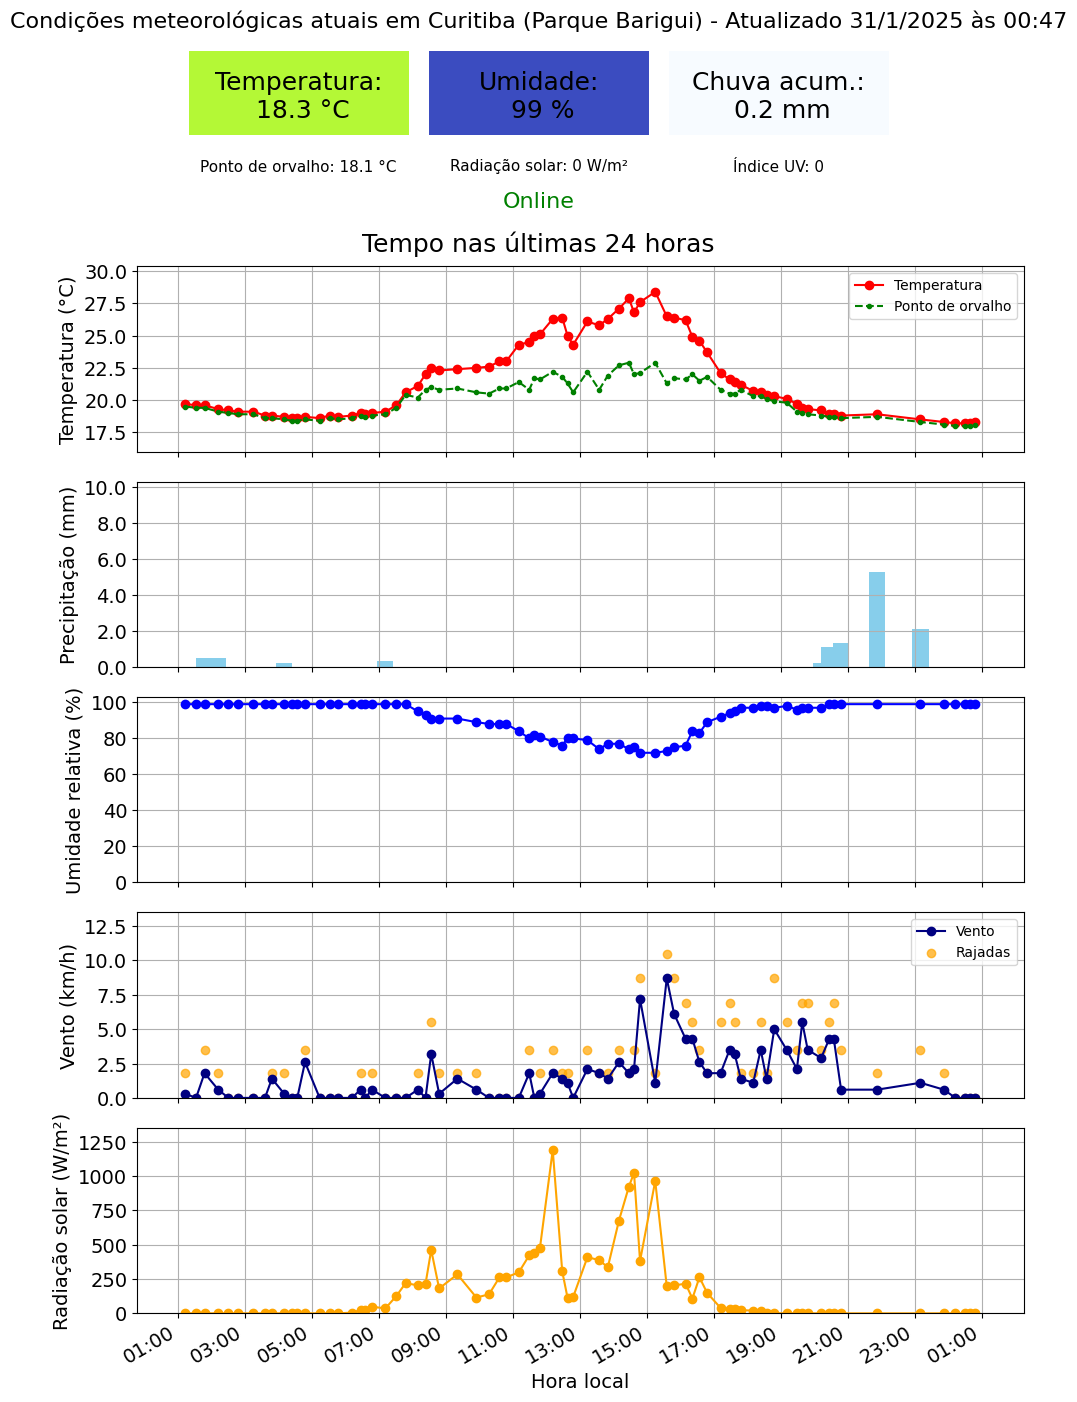 Condições meteorológicas atuais em Curitiba (Parque Barigui) - Atualizado 31/1/2025 às 00:47
Temperatura:
18.3 °C
Umidade:
99 %
Chuva acum.:
0.2 mm
Ponto de orvalho: 18.1 °C
Radiação solar: 0 W/m²
Índice UV: 0
Online
Tempo nas últimas 24 horas
Temperatura (°C)
30.0
27.5
25.0
22.5
20.0
17.5
Temperatura
Ponto de orvalho
Precipitação (mm)
10.0
8.0
6.0
4.0
2.0
0.0
Umidade relativa (%)
100
80
60
40
20
0
Vento (km/h)
12.5
10.0
7.5
5.0
2.5
0.0
Vento
Rajadas
Radiação solar (W/m²)
1250
1000
750
500
250
0
01:00
03:00
05:00
07:00
09:00
11:00
13:00
15:00
17:00
19:00
21:00
23:00
01:00
Hora local